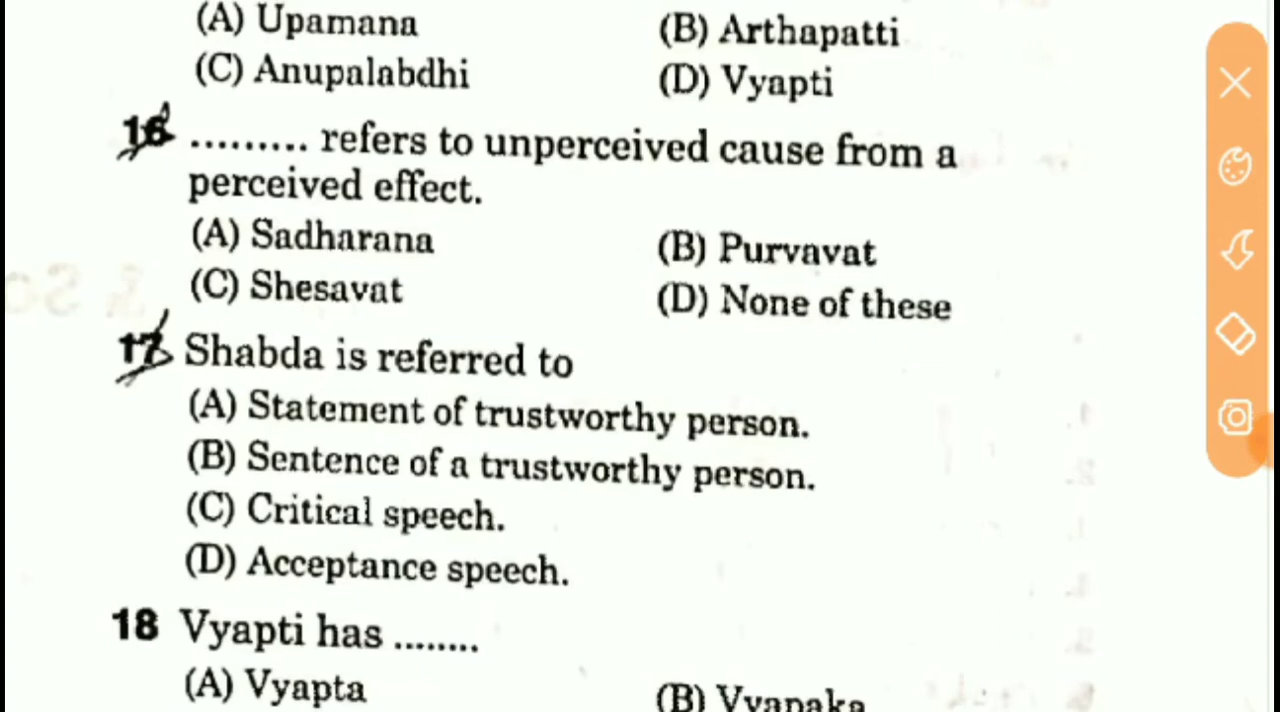 (A) Upamana (B) Arthapatti
(C) Anupalabdhi (D) Vyapti
16 ......... refers to unperceived cause from a
perceived effect.
(A) Sadharana (B) Purvavat
(C) Shesavat (D) None of these
17 Shabda is referred to
(A) Statement of trustworthy person.
(B) Sentence of a trustworthy person.
(C) Critical speech.
(D) Acceptance speech.
18 Vyapti has ........
(A) Vyapta (B) Vyapaka